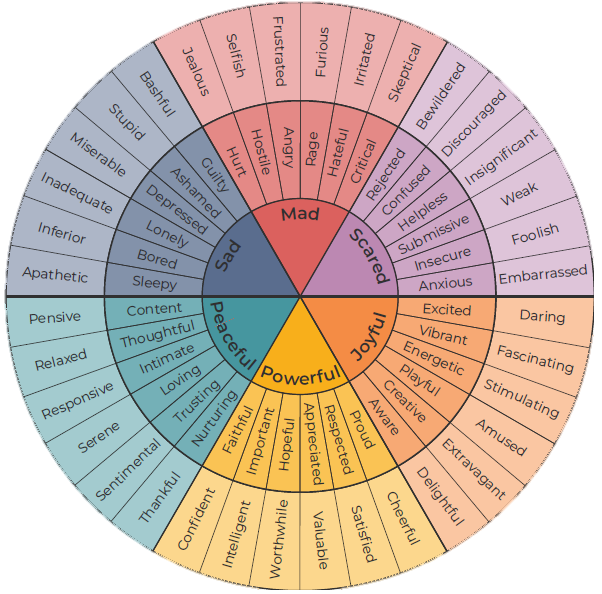 Mad
Scared
Joyful
Powerful
Peaceful
Sad
Hurt
Hostile
Angry
Rage
Hateful
Critical
Rejected
Confused
Helpless
Submissive
Insecure
Anxious
Excited
Vibrant
Energetic
Playful
Creative
Aware
Proud
Respected
Appreciated
Hopeful
Important
Faithful
Nurturing
Trusting
Loving
Intimate
Thoughtful
Content
Sleepy
Bored
Lonely
Depressed
Ashamed
Guilty
Jealous
Selfish
Frustrated
Furious
Irritated
Skeptical
Bewildered
Discouraged
Insignificant
Weak
Foolish
Embarrassed
Daring
Fascinating
Stimulating
Amused
Extravagant
Delightful
Cheerful
Satisfied
Valuable
Worthwhile
Intelligent
Confident
Thankful
Sentimental
Serene
Responsive
Relaxed
Pensive
Apathetic
Inferior
Inadequate
Miserable
Stupid
Bashful